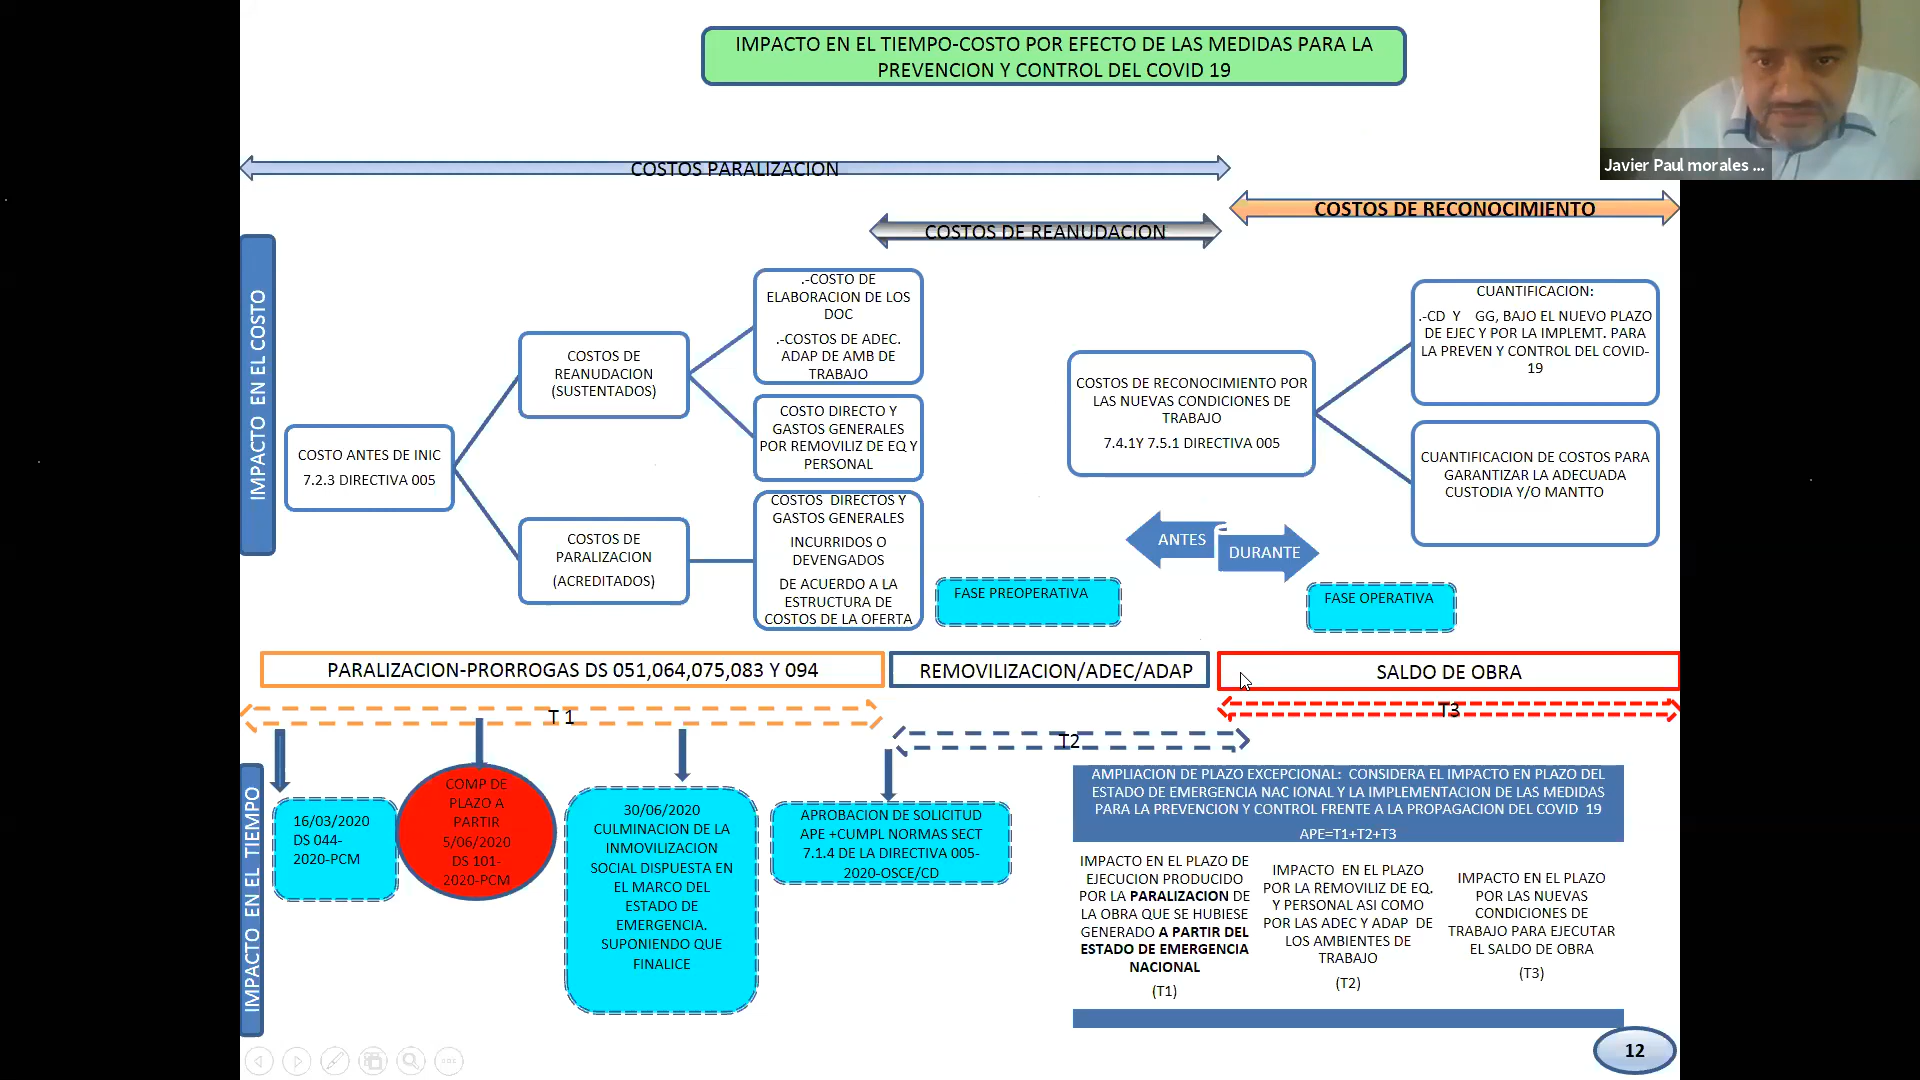 IMPACTO EN EL TIEMPO-COSTO POR EFECTO DE LAS MEDIDAS PARA LA
PREVENCION Y CONTROL DEL COVID 19
Javier Paul morales ...
COSTOS PARALIZACION
COSTOS DE RECONOCIMIENTO
COSTOS DE REANUDACION
IMPACTO EN EL COSTO
COSTO ANTES DE INIC
7.2.3 DIRECTIVA 005
COSTOS DE
REANUDACION
(SUSTENTADOS)
COSTOS DE
PARALIZACION
(ACREDITADOS)
.-COSTO DE
ELABORACION DE LOS
DOC
.-COSTOS DE ADEC.
ADAP DE AMB DE
TRABAJO
COSTO DIRECTO Y
GASTOS GENERALES
POR REMOVILIZ DE EQ Y
PERSONAL
COSTOS DIRECTOS Y
GASTOS GENERALES
INCURRIDOS O
DEVENGADOS
DE ACUERDO A LA
ESTRUCTURA DE
COSTOS DE LA OFERTA
COSTOS DE RECONOCIMIENTO POR
LAS NUEVAS CONDICIONES DE
TRABAJO
7.4.1Y 7.5.1 DIRECTIVA 005
CUANTIFICACION:
.-CD Y GG, BAJO EL NUEVO PLAZO
DE EJEC Y POR LA IMPLEMT. PARA
LA PREVEN Y CONTROL DEL COVID-
19
CUANTIFICACION DE COSTOS PARA
GARANTIZAR LA ADECUADA
CUSTODIA Y/O MANTTO
ANTES
DURANTE
FASE PREOPERATIVA
FASE OPERATIVA
PARALIZACION-PRORROGAS DS 051,064,075,083 Y 094
REMOVILIZACION/ADEC/ADAP
SALDO DE OBRA
T 1
T2
T3
IMPACTO EN EL TIEMPO
16/03/2020
DS 044-
2020-PCM
COMP DE
PLAZO A
PARTIR
5/06/2020
DS 101-
2020-PCM
30/06/2020
CULMINACION DE LA
INMOVILIZACION
SOCIAL DISPUESTA EN
EL MARCO DEL
ESTADO DE
EMERGENCIA.
SUPONIENDO QUE
FINALICE
APROBACION DE SOLICITUD
APE +CUMPL NORMAS SECT
7.1.4 DE LA DIRECTIVA 005-
2020-OSCE/CD
AMPLIACION DE PLAZO EXCEPCIONAL: CONSIDERA EL IMPACTO EN PLAZO DEL
ESTADO DE EMERGENCIA NAC IONAL Y LA IMPLEMENTACION DE LAS MEDIDAS
PARA LA PREVENCION Y CONTROL FRENTE A LA PROPAGACION DEL COVID 19
APE=T1+T2+T3
IMPACTO EN EL PLAZO DE
EJECUCION PRODUCIDO
POR LA PARALIZACION DE
LA OBRA QUE SE HUBIESE
GENERADO A PARTIR DEL
ESTADO DE EMERGENCIA
NACIONAL
(T1)
IMPACTO EN EL PLAZO
POR LA REMOVILIZ DE EQ.
Y PERSONAL ASI COMO
POR LAS ADEC Y ADAP DE
LOS AMBIENTES DE
TRABAJO
(T2)
IMPACTO EN EL PLAZO
POR LAS NUEVAS
CONDICIONES DE
TRABAJO PARA EJECUTAR
EL SALDO DE OBRA
(T3)
12